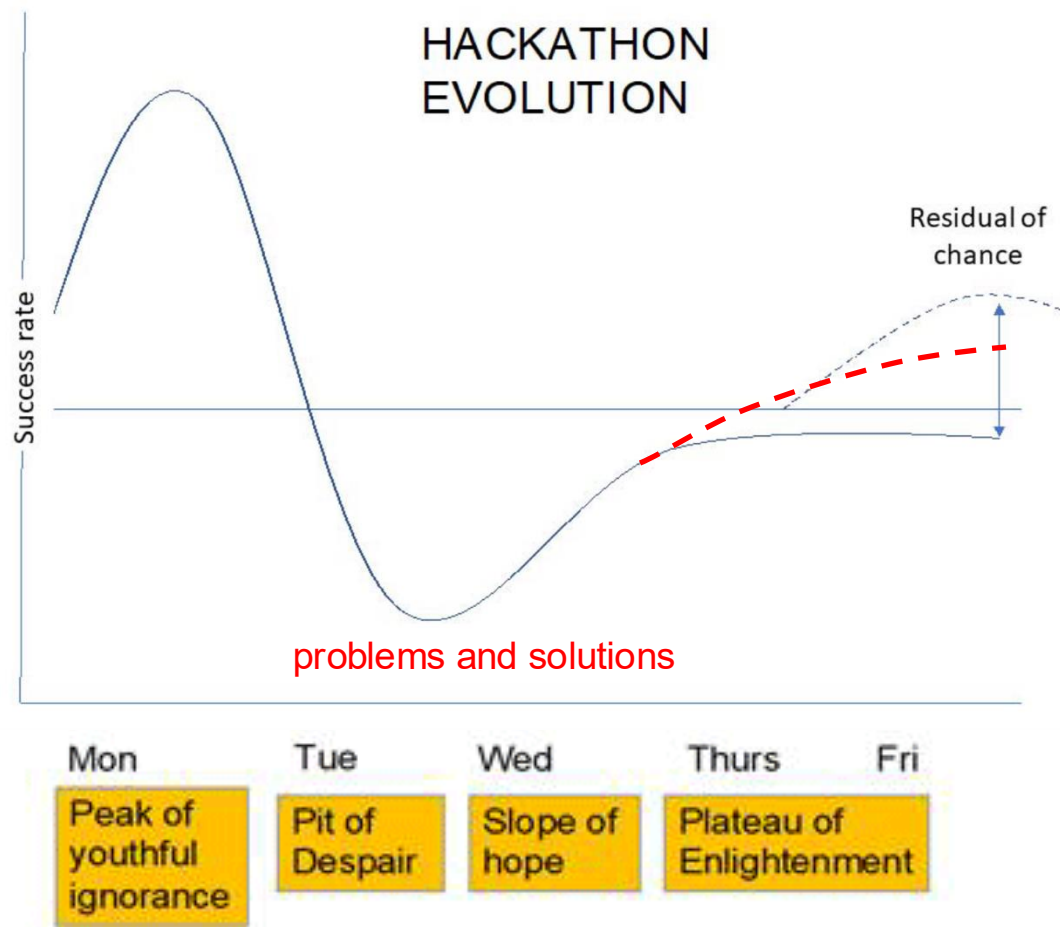 HACKATHON
EVOLUTION
Residual of
chance
Success rate
problems and solutions
Mon Tue Wed Thurs Fri
Peak of
youthful
ignorance
Pit of
Despair
Slope of
hope
Plateau of
Enlightenment